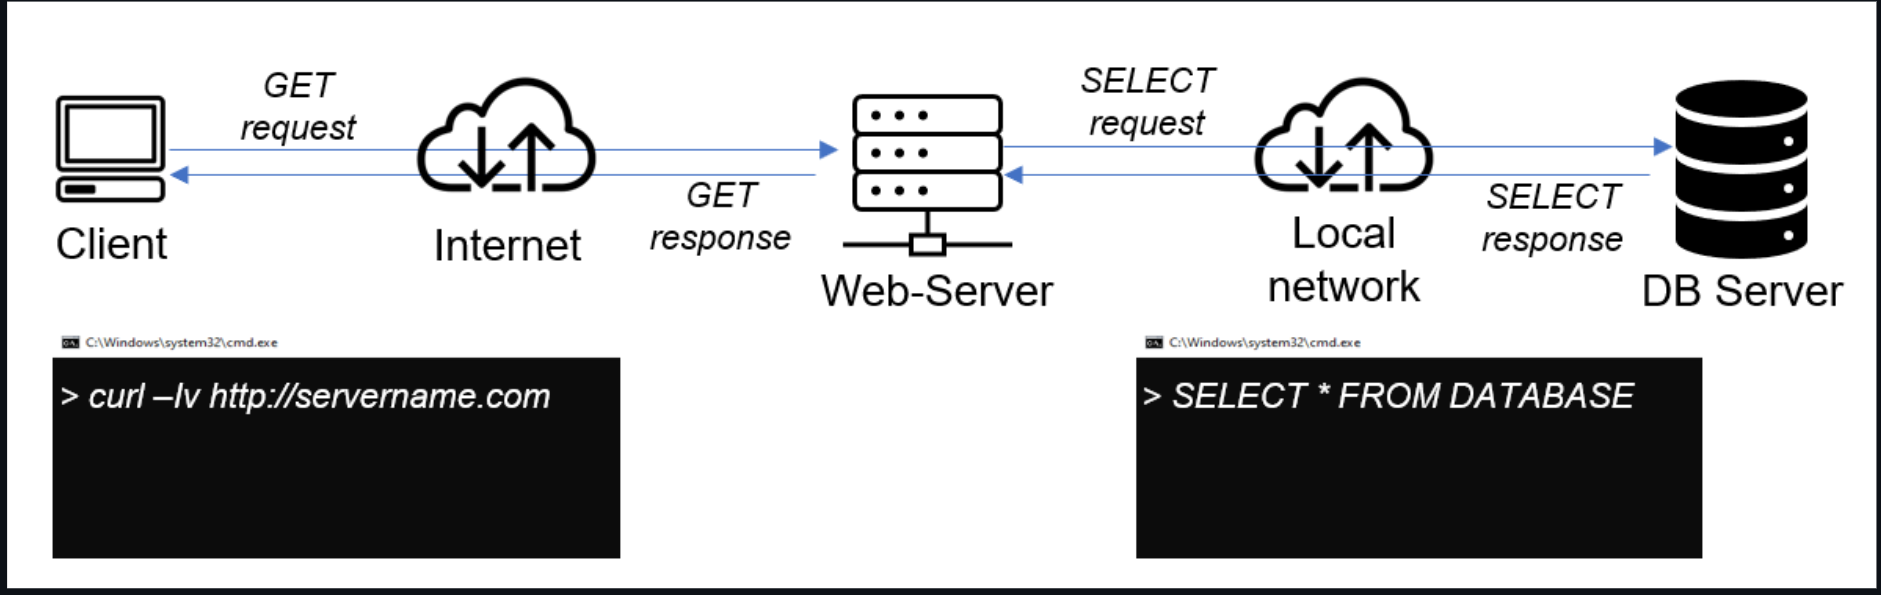 GET
request
SELECT
request
GET
response
SELECT
response
Client
Internet
Web-Server
Local
network
DB Server
C:\Windows\system32\cmd.exe
> curl –lv http://servername.com
C:\Windows\system32\cmd.exe
> SELECT * FROM DATABASE